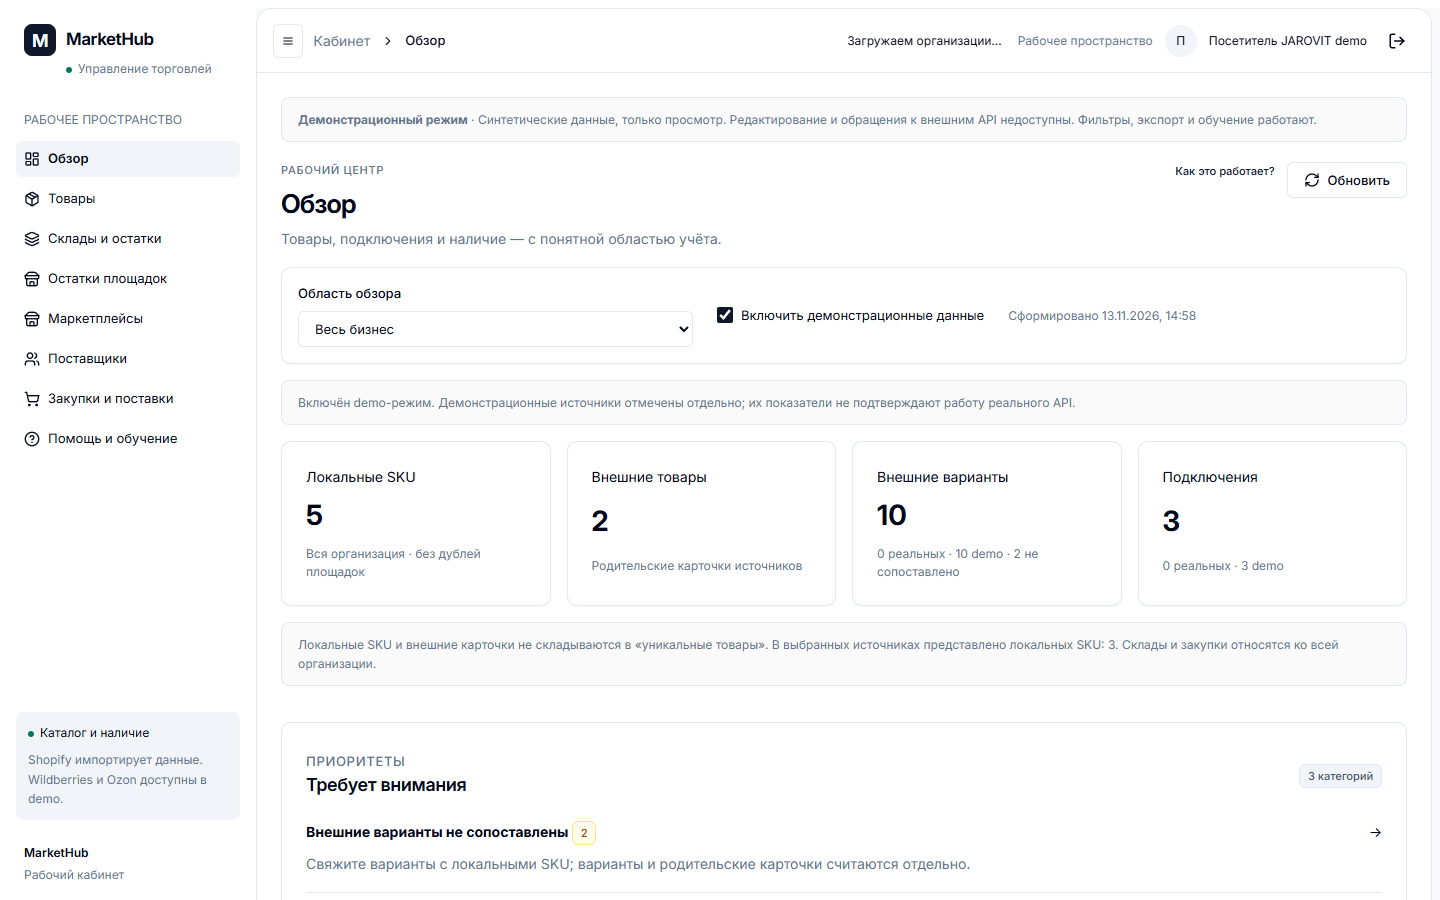 M MarketHub
Управление торговлей
РАБОЧЕЕ ПРОСТРАНСТВО
Обзор
Товары
Склады и остатки
Остатки площадок
Маркетплейсы
Поставщики
Закупки и поставки
Помощь и обучение
Каталог и наличие
Shopify импортирует данные.
Wildberries и Ozon доступны в
demo.
MarketHub
Рабочий кабинет
Кабинет > Обзор
Загружаем организации... Рабочее пространство П Посетитель JAROVIT demo
Демонстрационный режим · Синтетические данные, только просмотр. Редактирование и обращения к внешним API недоступны. Фильтры, экспорт и обучение работают.
РАБОЧИЙ ЦЕНТР
Обзор
Товары, подключения и наличие — с понятной областью учёта.
Как это работает?
Обновить
Область обзора
Весь бизнес
Включить демонстрационные данные
Сформировано 13.11.2026, 14:58
Включён demo-режим. Демонстрационные источники отмечены отдельно; их показатели не подтверждают работу реального API.
Локальные SKU
5
Вся организация · без дублей
площадок
Внешние товары
2
Родительские карточки источников
Внешние варианты
10
0 реальных · 10 demo · 2 не
сопоставлено
Подключения
3
0 реальных · 3 demo
Локальные SKU и внешние карточки не складываются в «уникальные товары». В выбранных источниках представлено локальных SKU: 3. Склады и закупки относятся ко всей
организации.
ПРИОРИТЕТЫ
Требует внимания
3 категорий
Внешние варианты не сопоставлены 2
Свяжите варианты с локальными SKU; варианты и родительские карточки считаются отдельно.